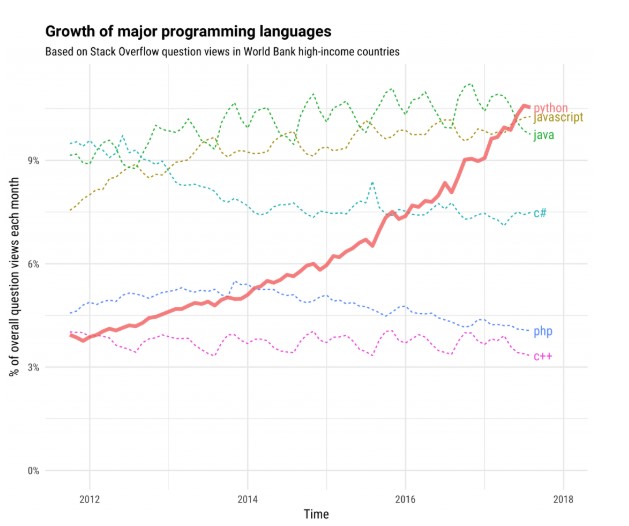 Growth of major programming languages
Based on Stack Overflow question views in World Bank high-income countries
% of overall question views each month
9%
6%
3%
0%
python
javascript
java
c#
php
c++
2012
2014
2016
2018
Time